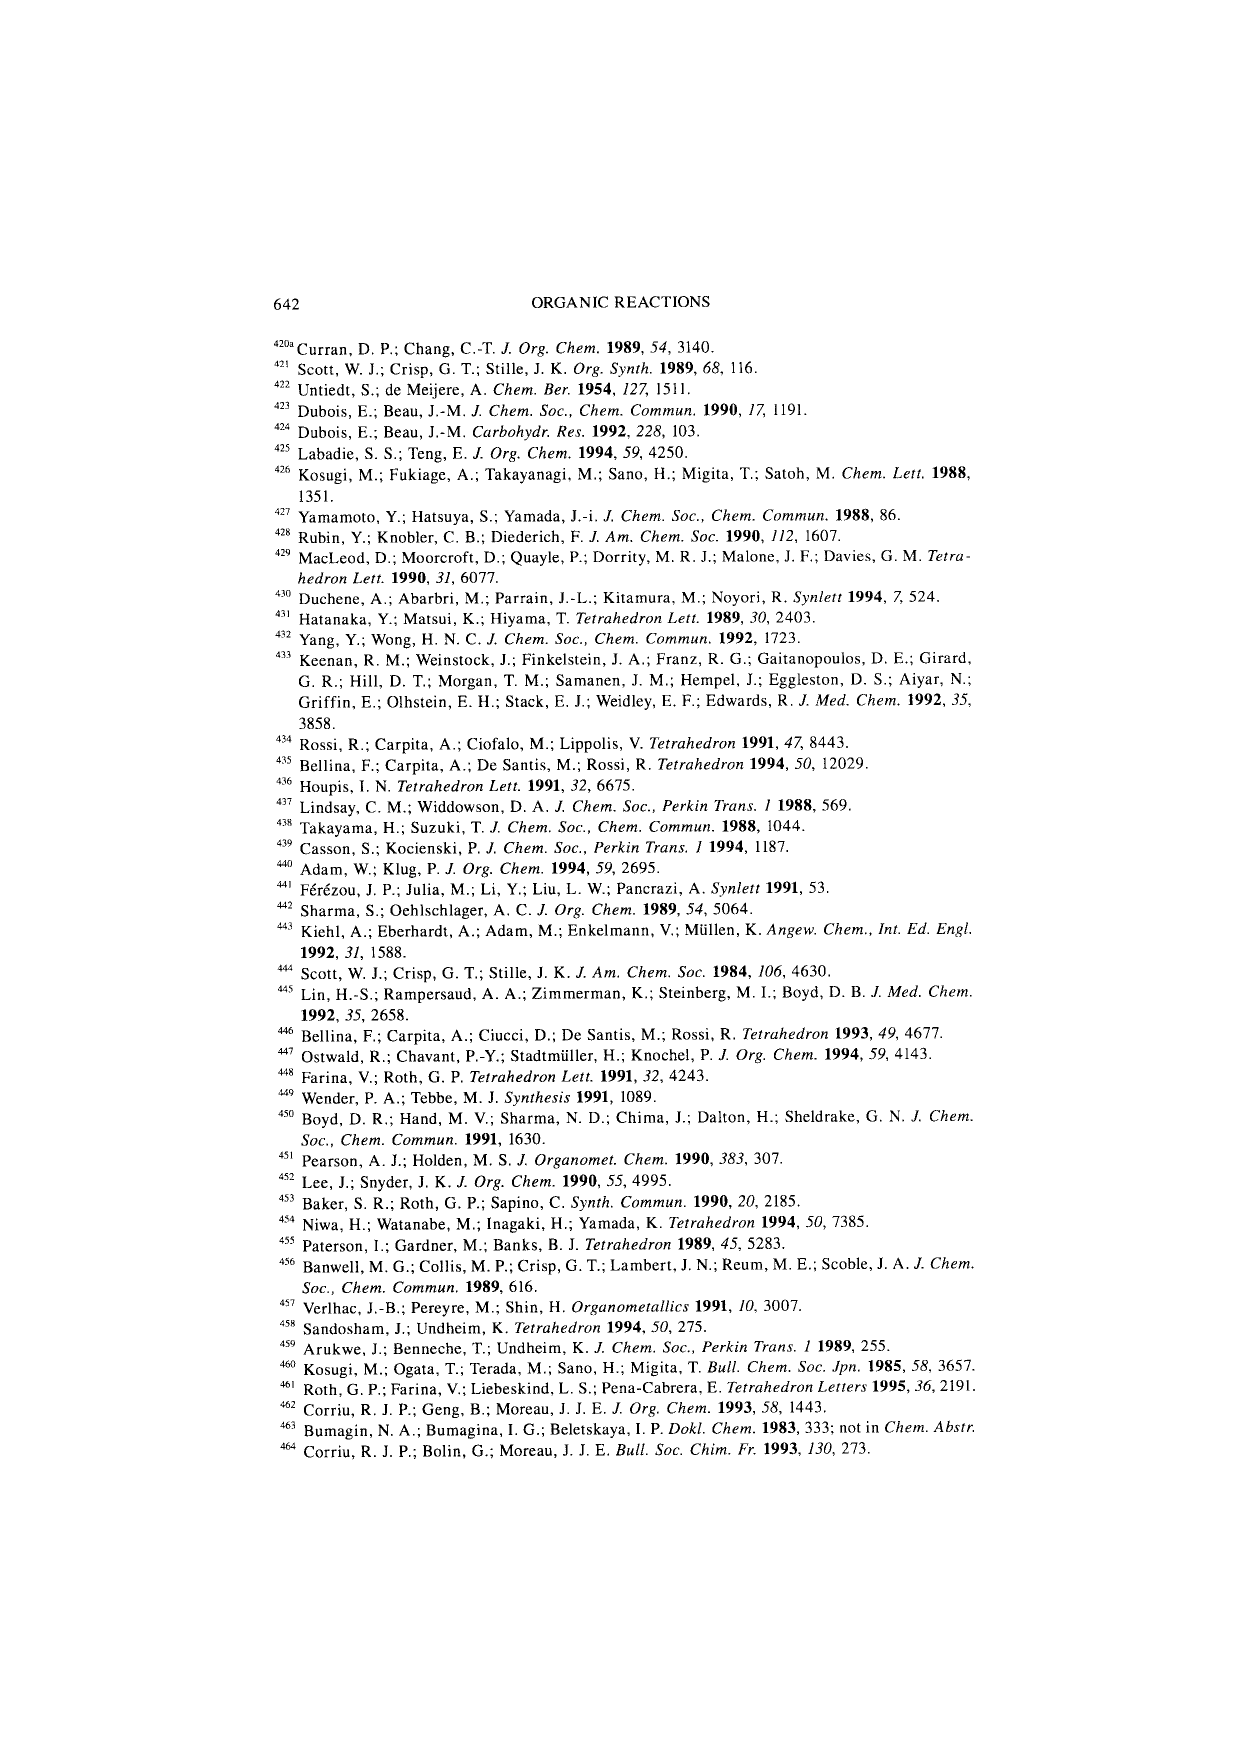 642 ORGANIC REACTIONS
420a Curran, D. P.; Chang, C.-T. J. Org. Chem. 1989, 54, 3140.
421 Scott, W. J.; Crisp, G. T.; Stille, J. K. Org. Synth. 1989, 68, 116.
422 Untiedt, S.; de Meijere, A. Chem. Ber. 1954, 127, 1511.
423 Dubois, E.; Beau, J.-M. J. Chem. Soc., Chem. Commun. 1990, 17, 1191.
424 Dubois, E.; Beau, J.-M. Carbohydr. Res. 1992, 228, 103.
425 Labadie, S. S.; Teng, E. J. Org. Chem. 1994, 59, 4250.
426 Kosugi, M.; Fukiage, A.; Takayanagi, M.; Sano, H.; Migita, T.; Satoh, M. Chem. Lett. 1988,
1351.
427 Yamamoto, Y.; Hatsuya, S.; Yamada, J.-i. J. Chem. Soc., Chem. Commun. 1988, 86.
428 Rubin, Y.; Knobler, C. B.; Diederich, F. J. Am. Chem. Soc. 1990, 112, 1607.
429 MacLeod, D.; Moorcroft, D.; Quayle, P.; Dorrity, M. R. J.; Malone, J. F.; Davies, G. M. Tetra-
hedron Lett. 1990, 31, 6077.
430 Duchene, A.; Abarbri, M.; Parrain, J.-L.; Kitamura, M.; Noyori, R. Synlett 1994, 7, 524.
431 Hatanaka, Y.; Matsui, K.; Hiyama, T. Tetrahedron Lett. 1989, 30, 2403.
432 Yang, Y.; Wong, H. N. C. J. Chem. Soc., Chem. Commun. 1992, 1723.
433 Keenan, R. M.; Weinstock, J.; Finkelstein, J. A.; Franz, R. G.; Gaitanopoulos, D. E.; Girard,
G. R.; Hill, D. T.; Morgan, T. M.; Samanen, J. M.; Hempel, J.; Eggleston, D. S.; Aiyar, N.;
Griffin, E.; Olhstein, E. H.; Stack, E. J.; Weidley, E. F.; Edwards, R. J. Med. Chem. 1992, 35,
3858.
434 Rossi, R.; Carpita, A.; Ciofalo, M.; Lippolis, V. Tetrahedron 1991, 47, 8443.
435 Bellina, F.; Carpita, A.; De Santis, M.; Rossi, R. Tetrahedron 1994, 50, 12029.
436 Houpis, I. N. Tetrahedron Lett. 1991, 32, 6675.
437 Lindsay, C. M.; Widdowson, D. A. J. Chem. Soc., Perkin Trans. 1 1988, 569.
438 Takayama, H.; Suzuki, T. J. Chem. Soc., Chem. Commun. 1988, 1044.
439 Casson, S.; Kocienski, P. J. Chem. Soc., Perkin Trans. 1 1994, 1187.
440 Adam, W.; Klug, P. J. Org. Chem. 1994, 59, 2695.
441 Férézou, J. P.; Julia, M.; Li, Y.; Liu, L. W.; Pancrazi, A. Synlett 1991, 53.
442 Sharma, S.; Oehlschlager, A. C. J. Org. Chem. 1989, 54, 5064.
443 Kiehl, A.; Eberhardt, A.; Adam, M.; Enkelmann, V.; Müllen, K. Angew. Chem., Int. Ed. Engl.
1992, 31, 1588.
444 Scott, W. J.; Crisp, G. T.; Stille, J. K. J. Am. Chem. Soc. 1984, 106, 4630.
445 Lin, H.-S.; Rampersaud, A. A.; Zimmerman, K.; Steinberg, M. I.; Boyd, D. B. J. Med. Chem.
1992, 35, 2658.
446 Bellina, F.; Carpita, A.; Ciucci, D.; De Santis, M.; Rossi, R. Tetrahedron 1993, 49, 4677.
447 Ostwald, R.; Chavant, P.-Y.; Stadtmüller, H.; Knochel, P. J. Org. Chem. 1994, 59, 4143.
448 Farina, V.; Roth, G. P. Tetrahedron Lett. 1991, 32, 4243.
449 Wender, P. A.; Tebbe, M. J. Synthesis 1991, 1089.
450 Boyd, D. R.; Hand, M. V.; Sharma, N. D.; Chima, J.; Dalton, H.; Sheldrake, G. N. J. Chem.
Soc., Chem. Commun. 1991, 1630.
451 Pearson, A. J.; Holden, M. S. J. Organomet. Chem. 1990, 383, 307.
452 Lee, J.; Snyder, J. K. J. Org. Chem. 1990, 55, 4995.
453 Baker, S. R.; Roth, G. P.; Sapino, C. Synth. Commun. 1990, 20, 2185.
454 Niwa, H.; Watanabe, M.; Inagaki, H.; Yamada, K. Tetrahedron 1994, 50, 7385.
455 Paterson, I.; Gardner, M.; Banks, B. J. Tetrahedron 1989, 45, 5283.
456 Banwell, M. G.; Collis, M. P.; Crisp, G. T.; Lambert, J. N.; Reum, M. E.; Scoble, J. A. J. Chem.
Soc., Chem. Commun. 1989, 616.
457 Verlhac, J.-B.; Pereyre, M.; Shin, H. Organometallics 1991, 10, 3007.
458 Sandosham, J.; Undheim, K. Tetrahedron 1994, 50, 275.
459 Arukwe, J.; Benneche, T.; Undheim, K. J. Chem. Soc., Perkin Trans. 1 1989, 255.
460 Kosugi, M.; Ogata, T.; Terada, M.; Sano, H.; Migita, T. Bull. Chem. Soc. Jpn. 1985, 58, 3657.
461 Roth, G. P.; Farina, V.; Liebeskind, L. S.; Pena-Cabrera, E. Tetrahedron Letters 1995, 36, 2191.
462 Corriu, R. J. P.; Geng, B.; Moreau, J. J. E. J. Org. Chem. 1993, 58, 1443.
463 Bumagin, N. A.; Bumagina, I. G.; Beletskaya, I. P. Dokl. Chem. 1983, 333; not in Chem. Abstr.
464 Corriu, R. J. P.; Bolin, G.; Moreau, J. J. E. Bull. Soc. Chim. Fr. 1993, 130, 273.